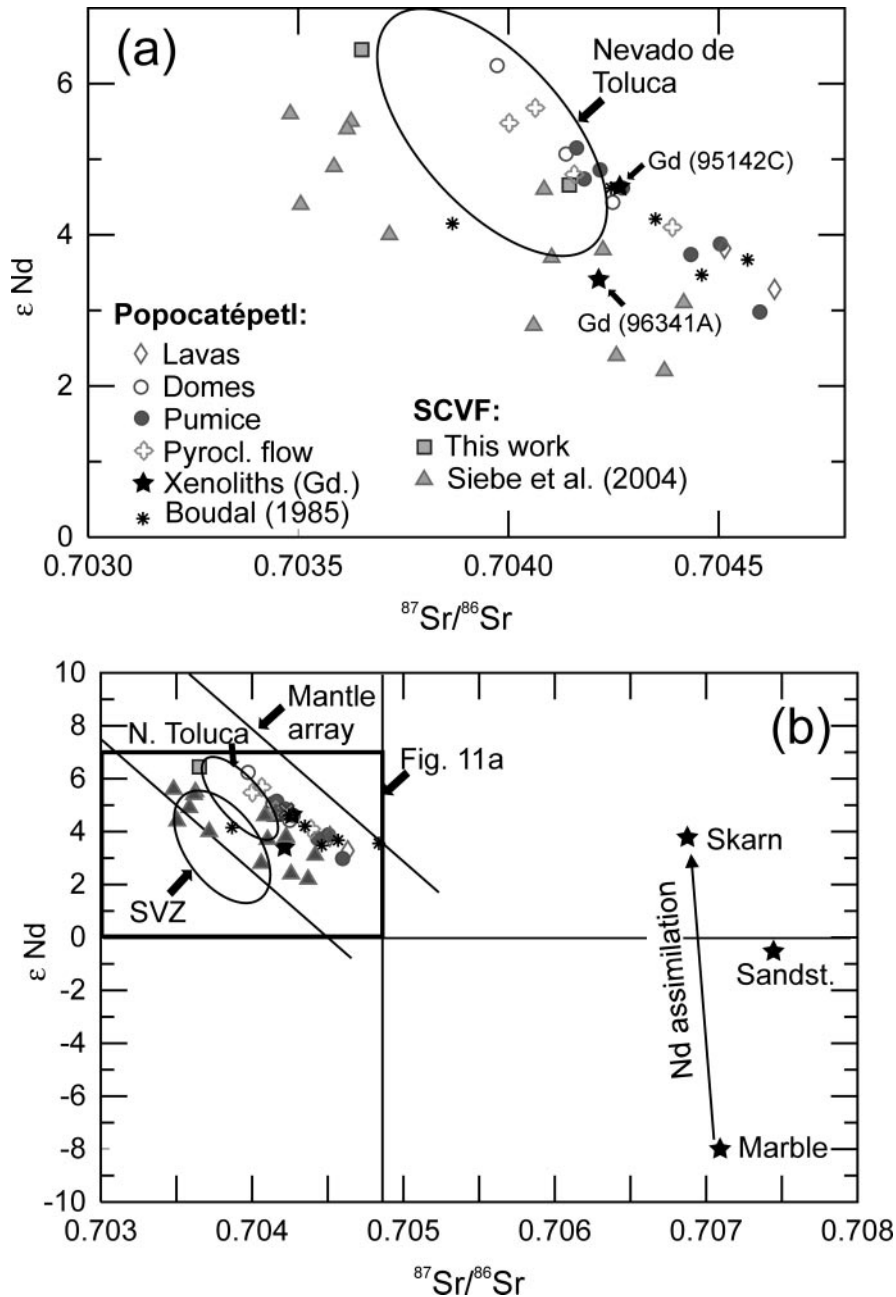 (a)
Nevado de
Toluca
Gd (95142C)
Gd (96341A)
6
4
2
0
ε Nd
Popocatépetl:
Lavas
Domes
Pumice
Pyrocl. flow
Xenoliths (Gd.)
Boudal (1985)
SCVF:
This work
Siebe et al. (2004)
0.7030
0.7035
0.7040
0.7045
⁸⁷Sr/⁸⁶Sr
(b)
Mantle
array
N. Toluca
Fig. 11a
SVZ
Skarn
Sandst.
Nd assimilation
Marble
10
8
6
4
2
0
-2
-4
-6
-8
-10
ε Nd
0.703
0.704
0.705
0.706
0.707
0.708
⁸⁷Sr/⁸⁶Sr